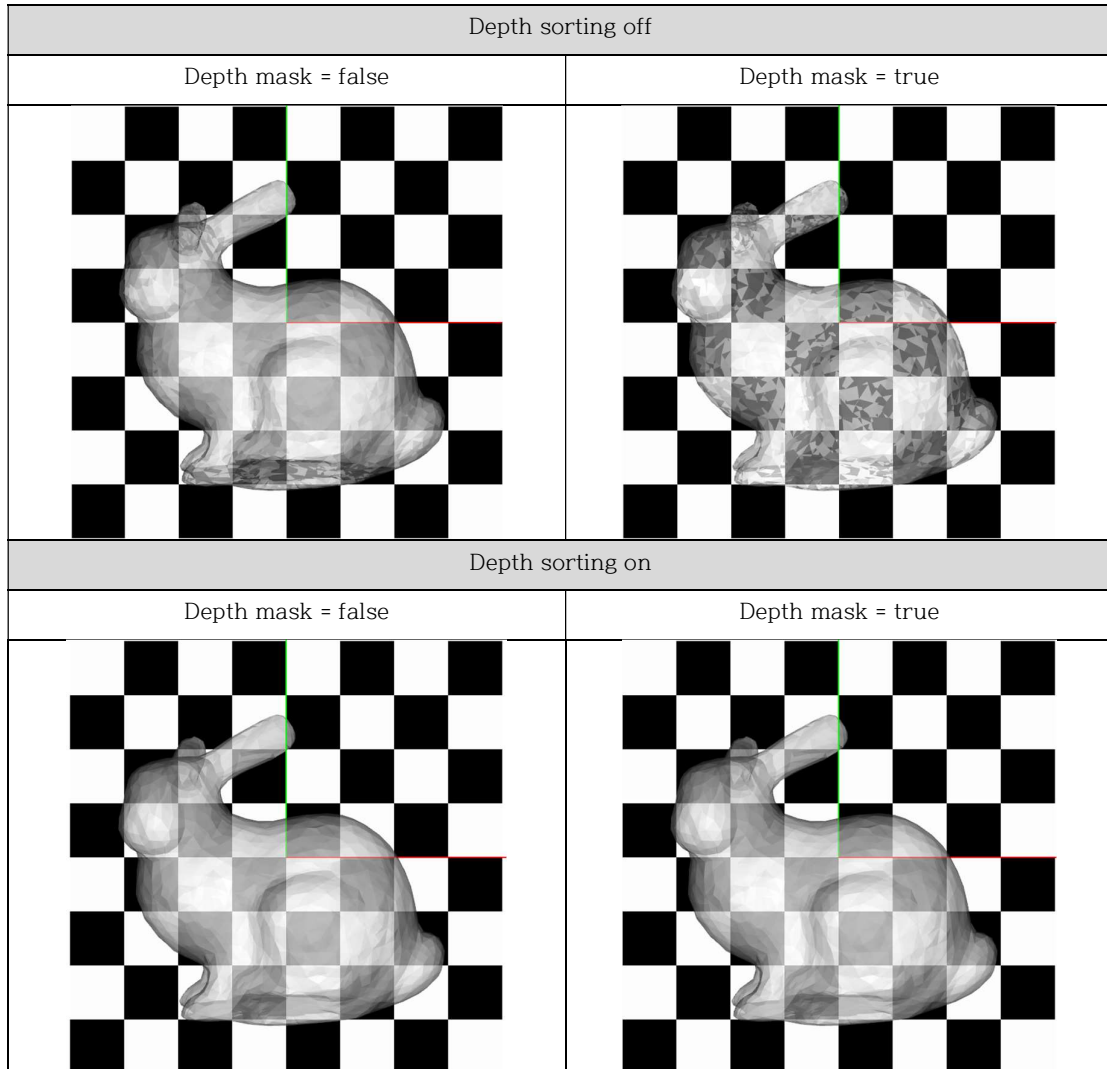 Depth sorting off
Depth mask = false
Depth mask = true
Depth sorting on
Depth mask = false
Depth mask = true